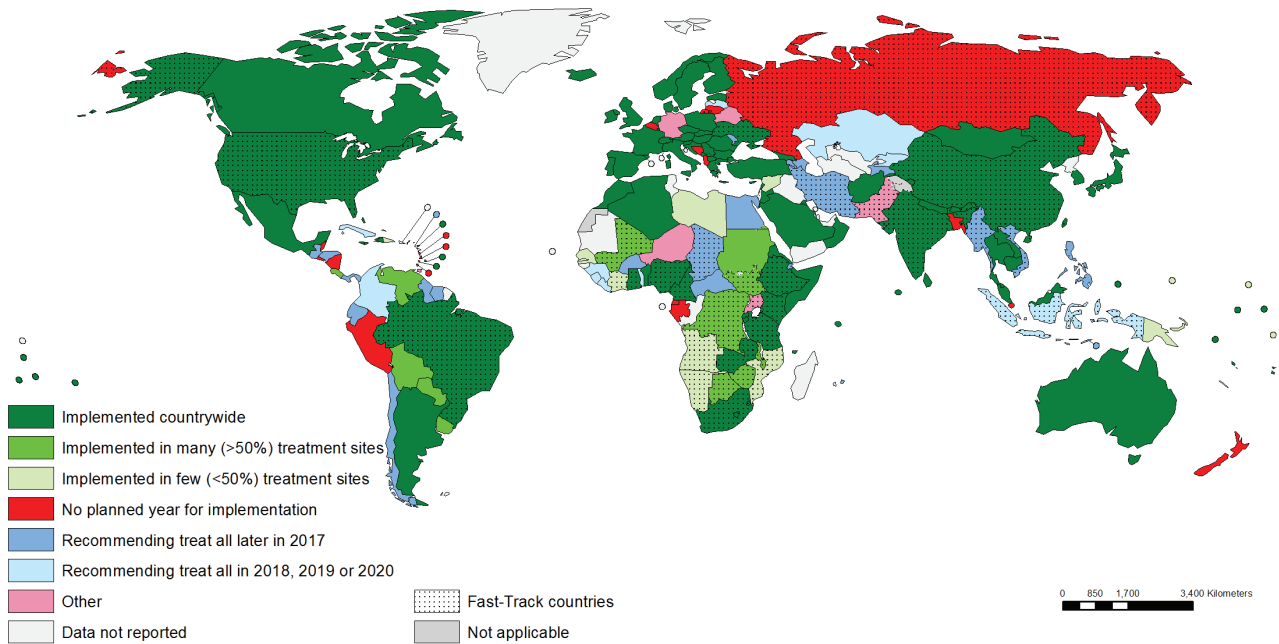 Implemented countrywide
Implemented in many (>50%) treatment sites
Implemented in few (<50%) treatment sites
No planned year for implementation
Recommending treat all later in 2017
Recommending treat all in 2018, 2019 or 2020
Other
Data not reported
Fast-Track countries
Not applicable
0 850 1,700 3,400 Kilometers